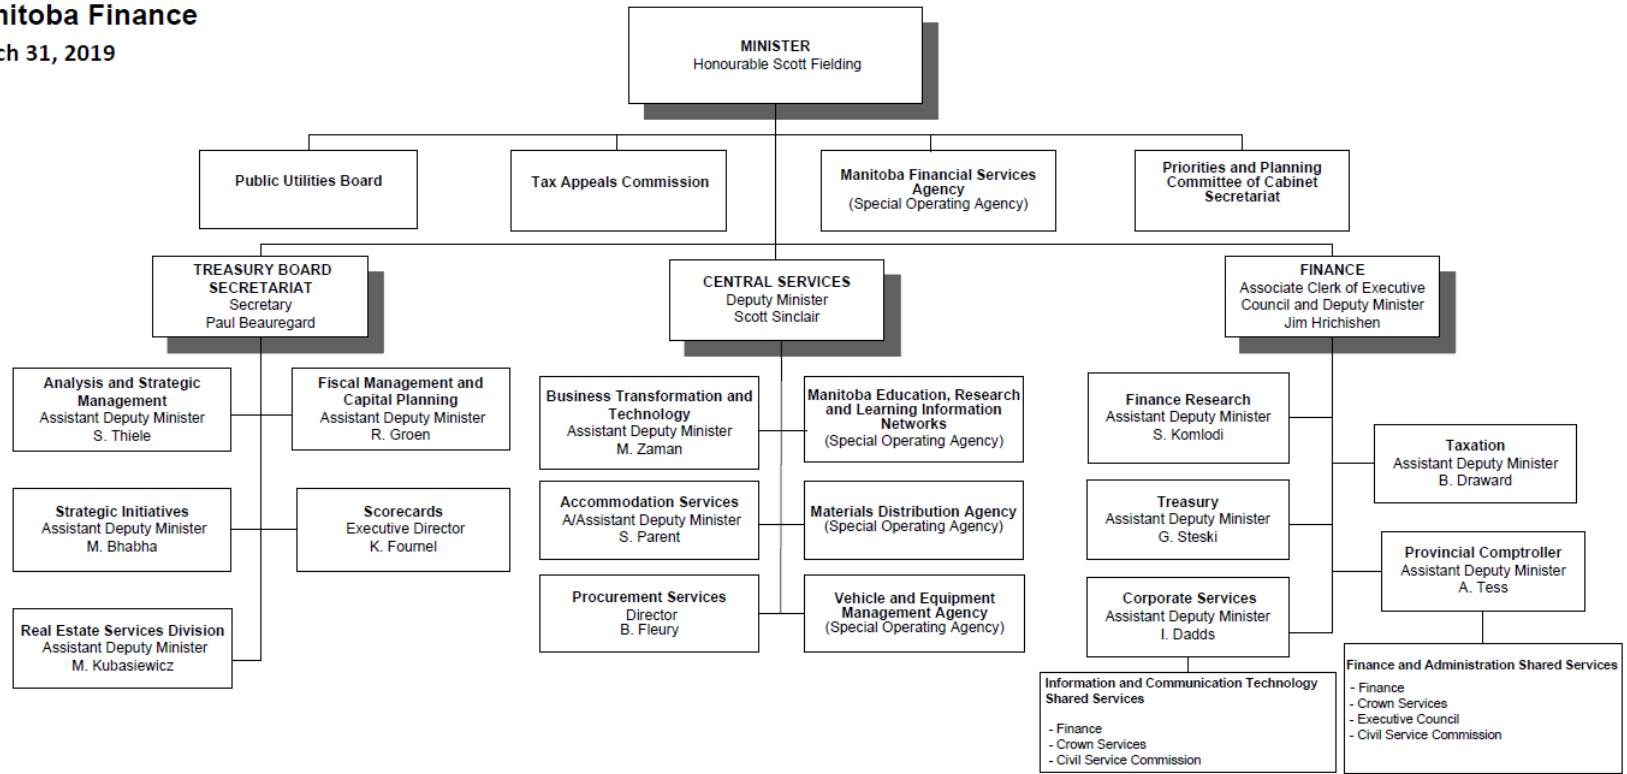 nitoba Finance
ch 31, 2019
MINISTER
Honourable Scott Fielding
Public Utilities Board
Tax Appeals Commission
Manitoba Financial Services
Agency
(Special Operating Agency)
Priorities and Planning
Committee of Cabinet
Secretariat
TREASURY BOARD
SECRETARIAT
Secretary
Paul Beauregard
CENTRAL SERVICES
Deputy Minister
Scott Sinclair
FINANCE
Associate Clerk of Executive
Council and Deputy Minister
Jim Hrichishen
Analysis and Strategic
Management
Assistant Deputy Minister
S. Thiele
Fiscal Management and
Capital Planning
Assistant Deputy Minister
R. Groen
Strategic Initiatives
Assistant Deputy Minister
M. Bhabha
Scorecards
Executive Director
K. Fournel
Real Estate Services Division
Assistant Deputy Minister
M. Kubasiewicz
Business Transformation and
Technology
Assistant Deputy Minister
M. Zaman
Manitoba Education, Research
and Learning Information
Networks
(Special Operating Agency)
Accommodation Services
A/Assistant Deputy Minister
S. Parent
Materials Distribution Agency
(Special Operating Agency)
Procurement Services
Director
B. Fleury
Vehicle and Equipment
Management Agency
(Special Operating Agency)
Finance Research
Assistant Deputy Minister
S. Komlodi
Taxation
Assistant Deputy Minister
B. Draward
Treasury
Assistant Deputy Minister
G. Steski
Provincial Comptroller
Assistant Deputy Minister
A. Tess
Corporate Services
Assistant Deputy Minister
I. Dadds
Information and Communication Technology
Shared Services
- Finance
- Crown Services
- Civil Service Commission
Finance and Administration Shared Services
- Finance
- Crown Services
- Executive Council
- Civil Service Commission